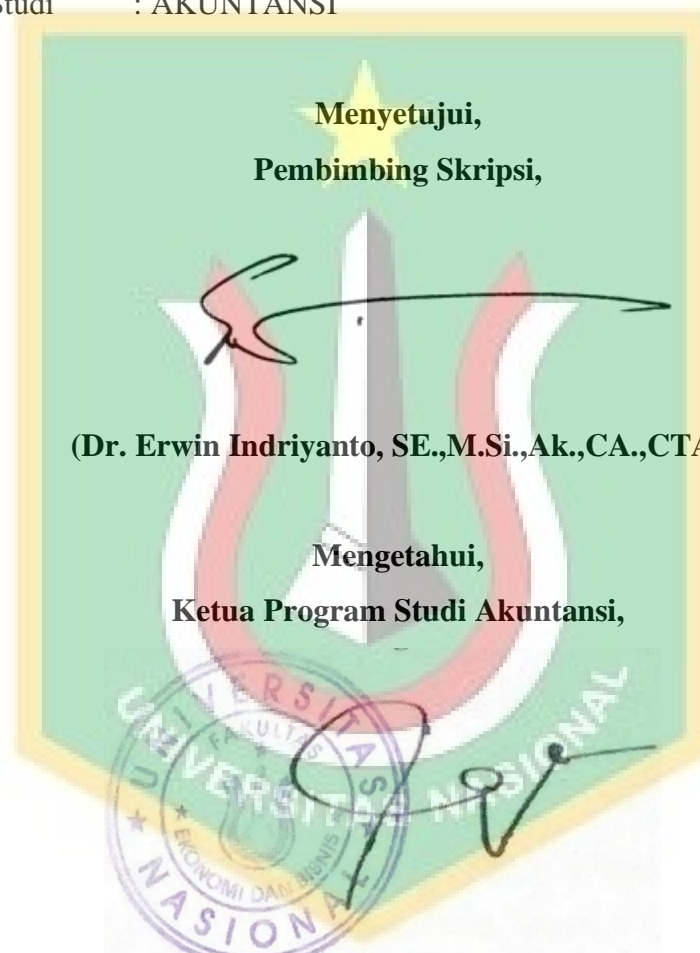 Studi : AKUNTANSI
Menyetujui,
Pembimbing Skripsi,
(Dr. Erwin Indriyanto, SE.,M.Si.,Ak.,CA.,CTA
Mengetahui,
Ketua Program Studi Akuntansi,
UNIVERSITAS NASIONAL
UNIVERSITAS
FAKULTAS
EKONOMI DAN BISNIS
NASIONAL